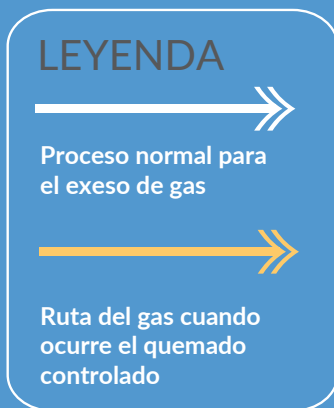 LEYENDA
Proceso normal para
el exeso de gas
Ruta del gas cuando
ocurre el quemado
controlado